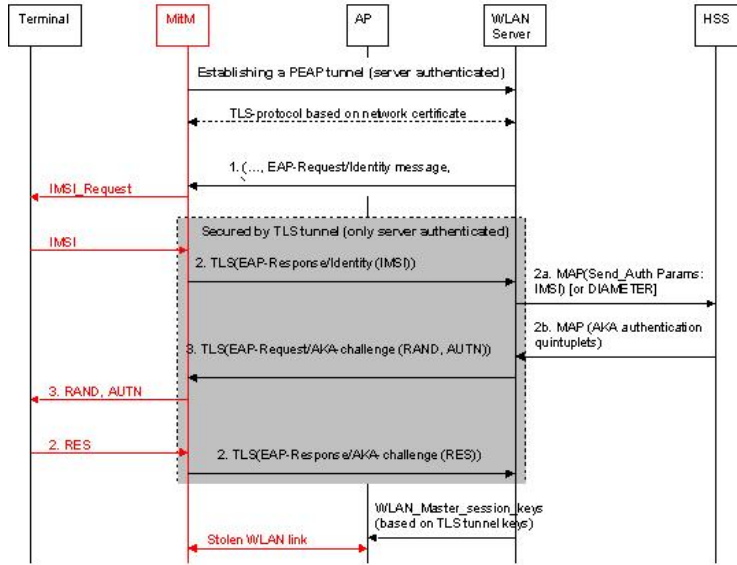 Terminal
MitM
AP
WLAN
Server
HSS
Establishing a PEAP tunnel (server authenticated)
TLS-protocol based on network certificate
1. (..., EAP-Request/Identity message,
IMSI_Request
Secured by TLS tunnel (only server authenticated)
IMSI
2. TLS(EAP-Response/Identity (IMSI))
2a. MAP(Send_Auth Params:
IMSI) [or DIAMETER]
2b. MAP (AKA authentication
quintuplets)
3. TLS(EAP-Request/AKA-challenge (RAND, AUTN))
3. RAND, AUTN
2. RES
2. TLS(EAP-Response/AKA-challenge (RES))
WLAN_Master_session_keys
(based on TLS tunnel keys)
Stolen WLAN link